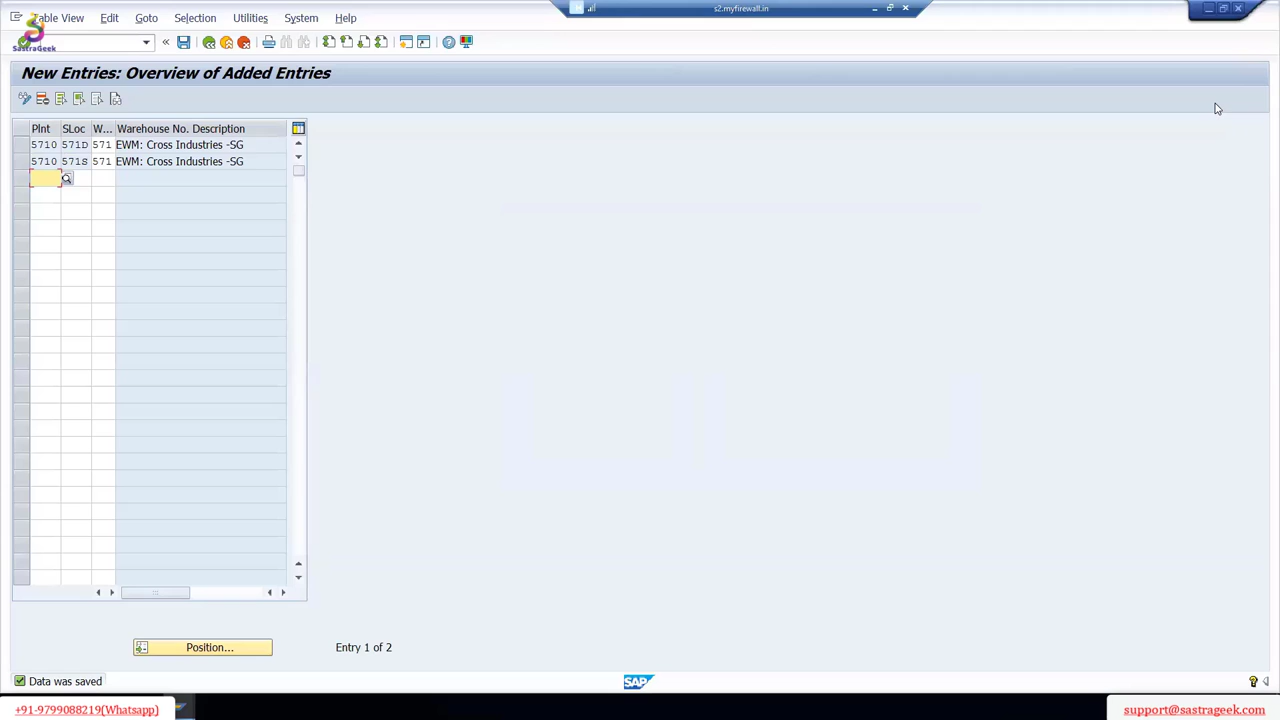 s2.myfirewall.in
Table View Edit Goto Selection Utilities System Help
SastraGeek
New Entries: Overview of Added Entries
Plnt SLoc W... Warehouse No. Description
5710 571D 571 EWM: Cross Industries -SG
5710 571S 571 EWM: Cross Industries -SG
Position... Entry 1 of 2
Data was saved
SAP
+91-9799088219(Whatsapp)
support@sastrageek.com